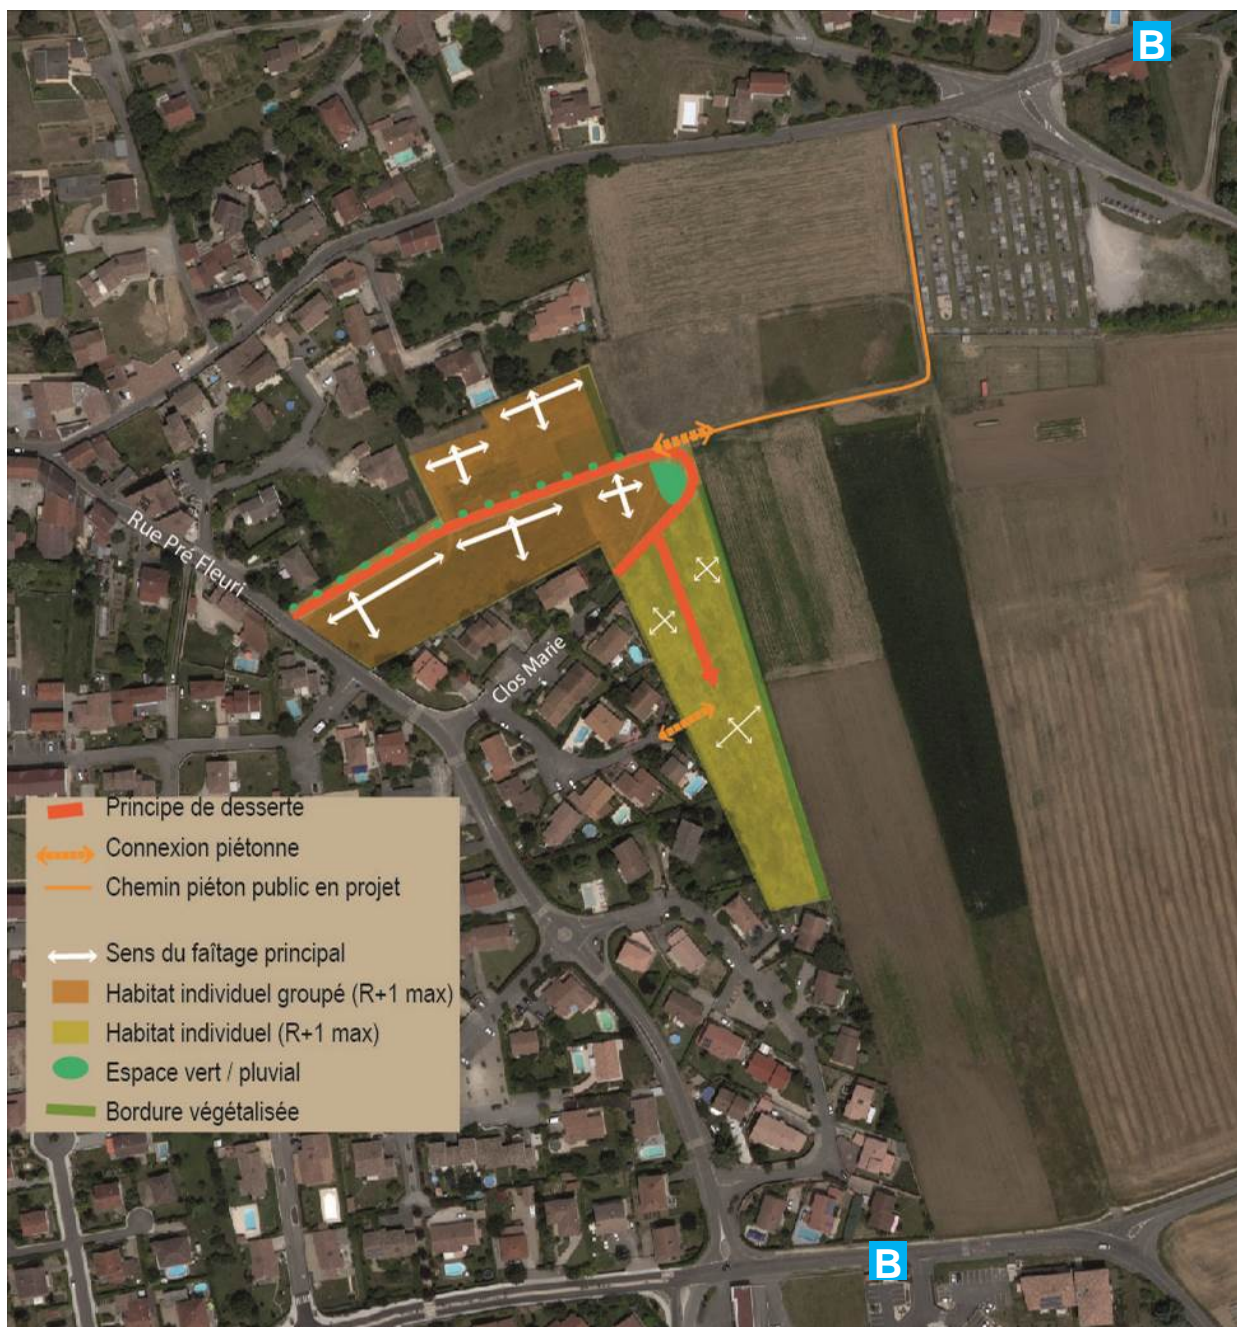 B
Rue Pré Fleuri
Clos Marie
Principe de desserte
Connexion piétonne
Chemin piéton public en projet
Sens du faîtage principal
Habitat individuel groupé (R+1 max)
Habitat individuel (R+1 max)
Espace vert / pluvial
Bordure végétalisée
B